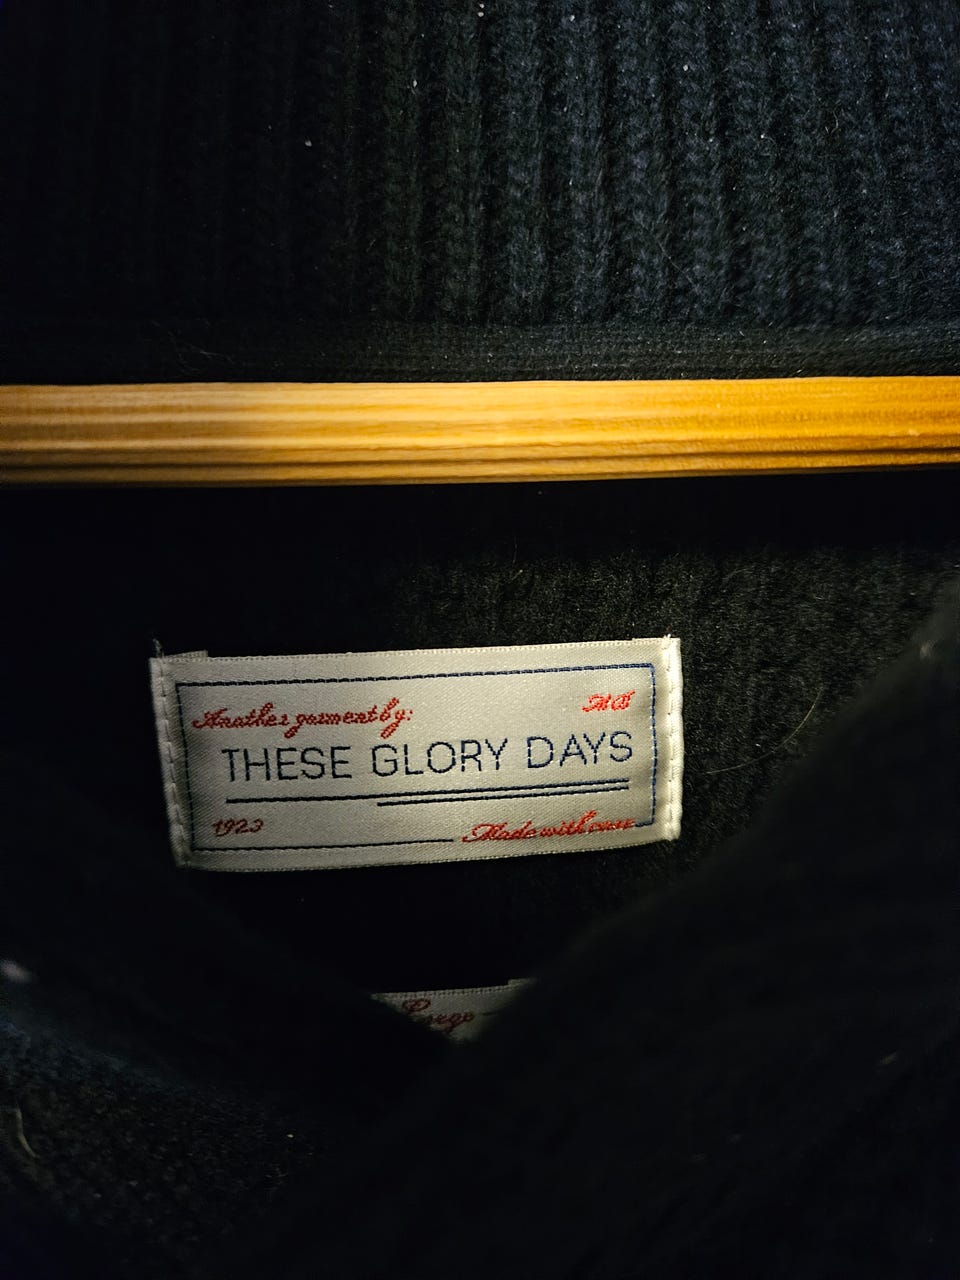 Another garment by:
THESE GLORY DAYS
1923
Made with care